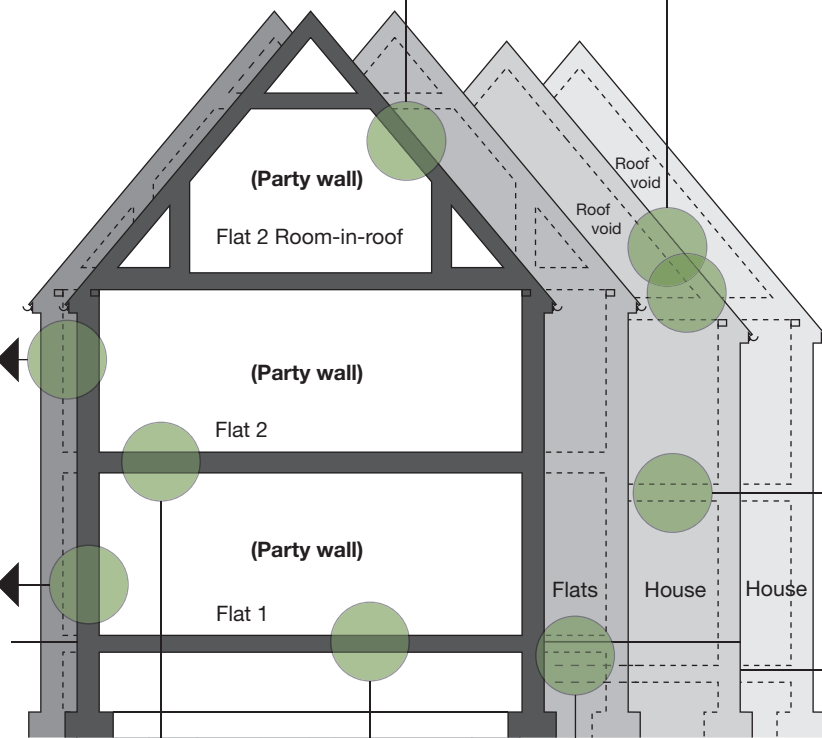 Roof
void
(Party wall)
Roof
void
Flat 2 Room-in-roof
(Party wall)
Flat 2
(Party wall)
Flats
House
House
Flat 1